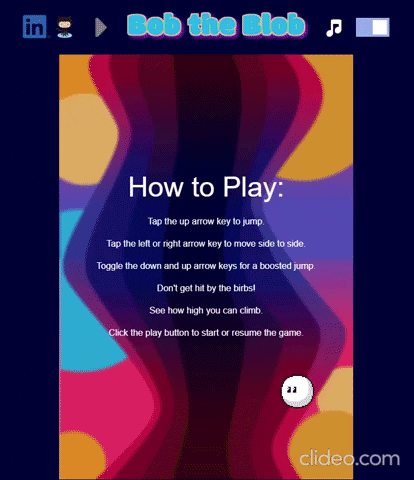 in
Bob the Blob
How to Play:
Tap the up arrow key to jump.
Tap the left or right arrow key to move side to side.
Toggle the down and up arrow keys for a boosted jump.
Don't get hit by the birbs!
See how high you can climb.
Click the play button to start or resume the game.
clideo.com